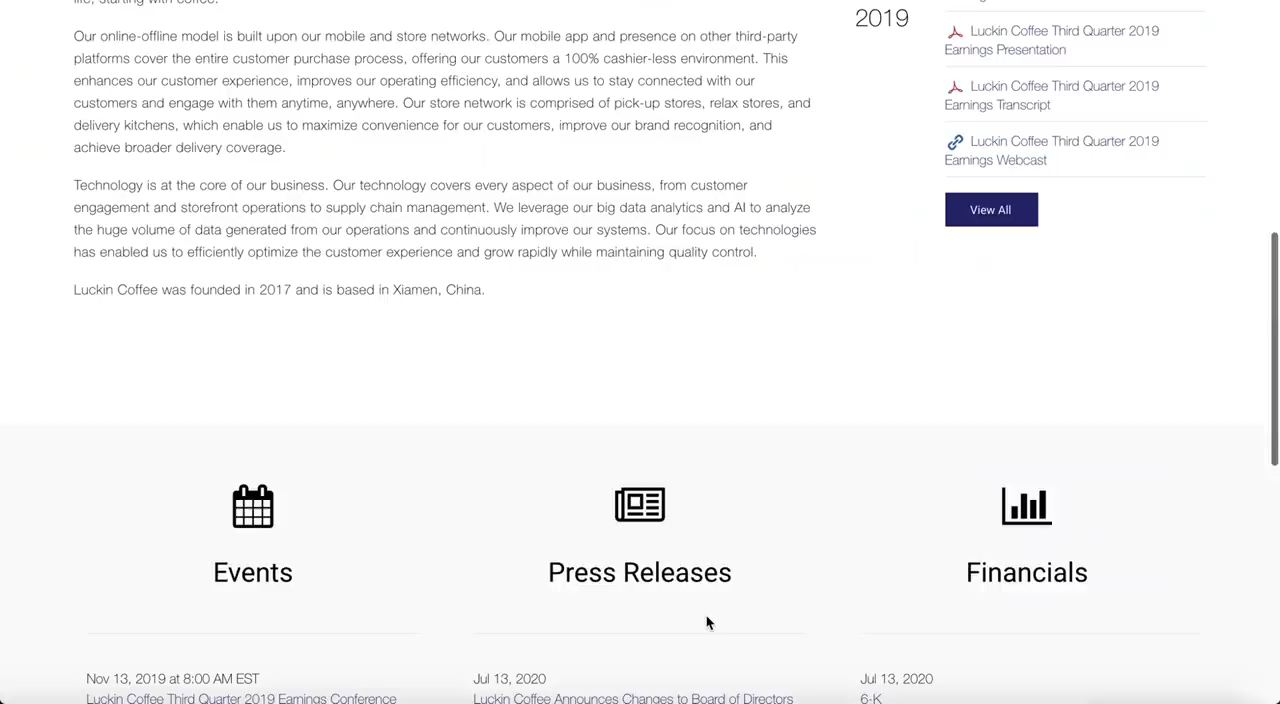 life, starting with coffee.
Our online-offline model is built upon our mobile and store networks. Our mobile app and presence on other third-party
platforms cover the entire customer purchase process, offering our customers a 100% cashier-less environment. This
enhances our customer experience, improves our operating efficiency, and allows us to stay connected with our
customers and engage with them anytime, anywhere. Our store network is comprised of pick-up stores, relax stores, and
delivery kitchens, which enable us to maximize convenience for our customers, improve our brand recognition, and
achieve broader delivery coverage.
Technology is at the core of our business. Our technology covers every aspect of our business, from customer
engagement and storefront operations to supply chain management. We leverage our big data analytics and AI to analyze
the huge volume of data generated from our operations and continuously improve our systems. Our focus on technologies
has enabled us to efficiently optimize the customer experience and grow rapidly while maintaining quality control.
Luckin Coffee was founded in 2017 and is based in Xiamen, China.
2019
Luckin Coffee Third Quarter 2019
Earnings Presentation
Luckin Coffee Third Quarter 2019
Earnings Transcript
Luckin Coffee Third Quarter 2019
Earnings Webcast
View All
Events
Nov 13, 2019 at 8:00 AM EST
Luckin Coffee Third Quarter 2019 Earnings Conference
Press Releases
Jul 13, 2020
Luckin Coffee Announces Changes to Board of Directors
Financials
Jul 13, 2020
6-K